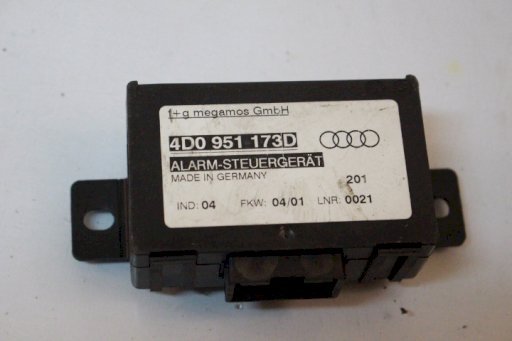 t+g megamos GmbH
4D0 951 173D
ALARM-STEUERGERÄT
MADE IN GERMANY 201
IND: 04 FKW: 04/01 LNR: 0021